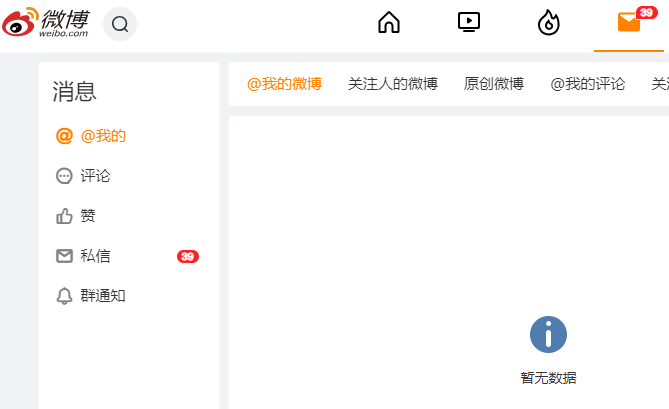 微博
weibo.com
39
消息
@我的
评论
赞
私信 39
群通知
@我的微博 关注人的微博 原创微博 @我的评论 关
暂无数据